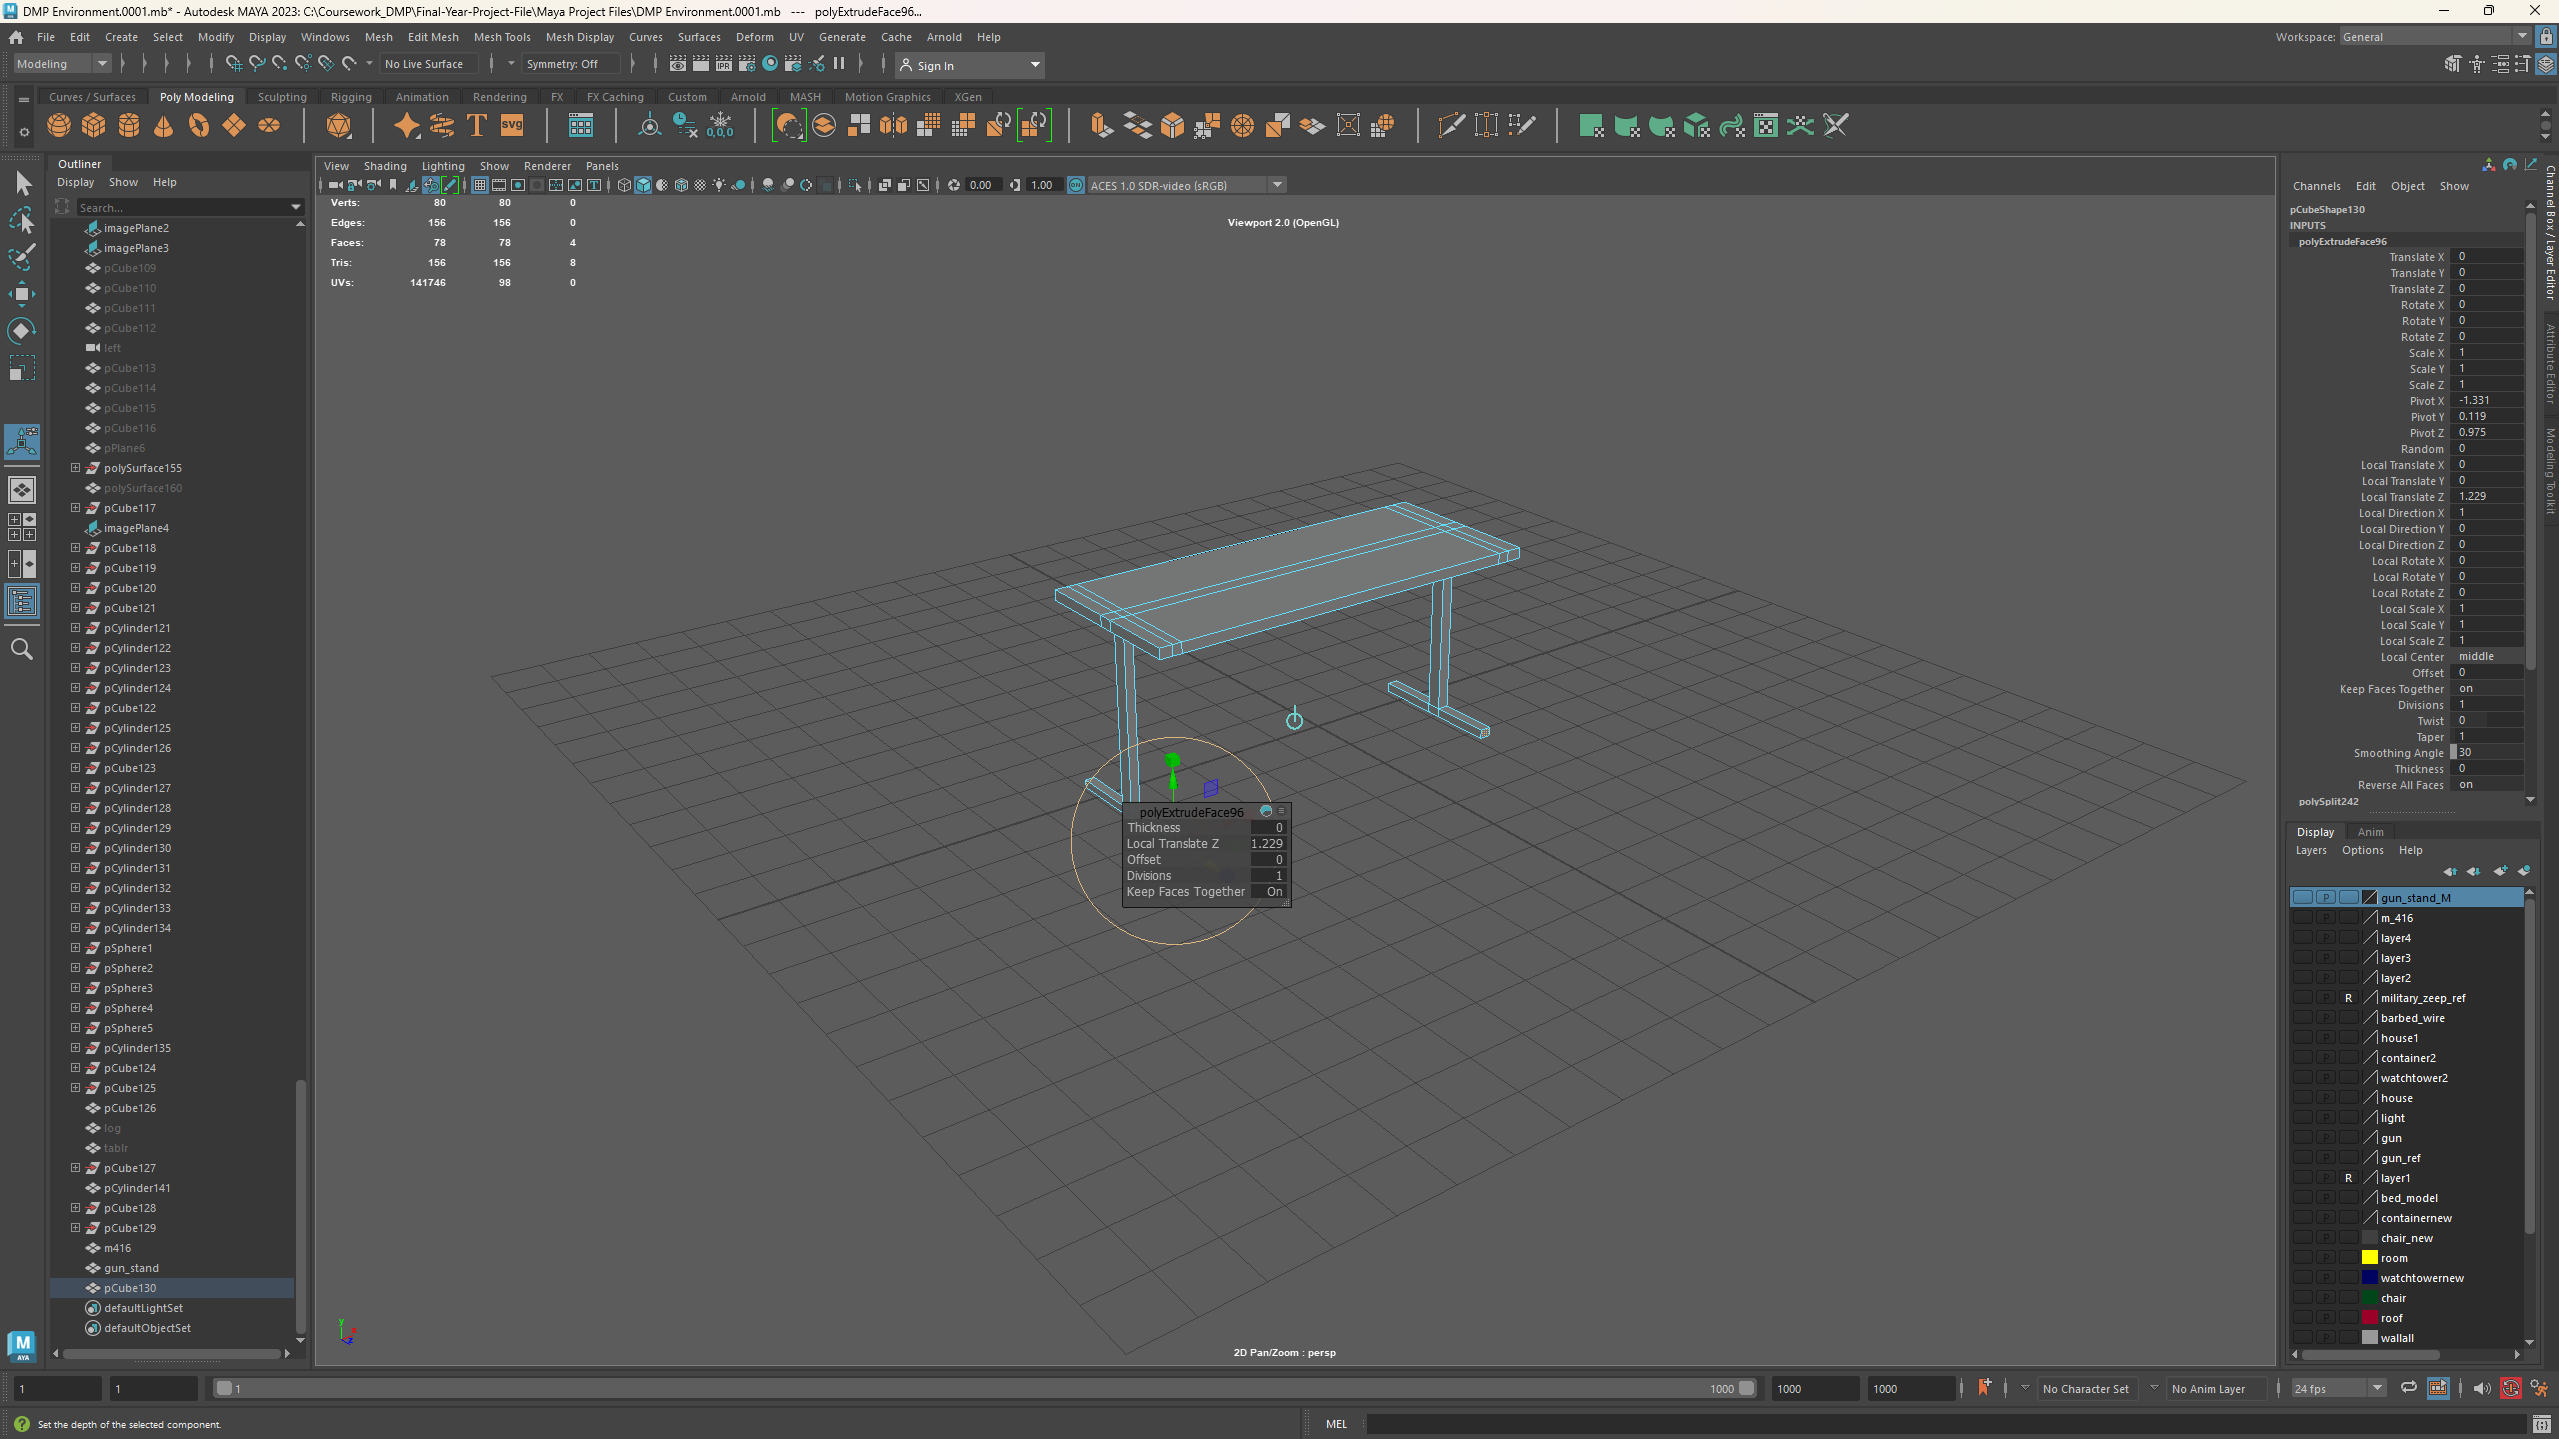 DMP Environment.0001.mb* - Autodesk MAYA 2023: C:\Coursework_DMP\Final-Year-Project-File\Maya Project Files\DMP Environment.0001.mb --- polyExtrudeFace96...
File Edit Create Select Modify Display Windows Mesh Edit Mesh Mesh Tools Mesh Display Curves Surfaces Deform UV Generate Cache Arnold Help
Workspace: General
Modeling No Live Surface Symmetry: Off IPR Sign In
Curves / Surfaces Poly Modeling Sculpting Rigging Animation Rendering FX FX Caching Custom Arnold MASH Motion Graphics XGen
T SVG 0,0,0
Outliner
Display Show Help
Search...
imagePlane2
imagePlane3
pCube109
pCube110
pCube111
pCube112
left
pCube113
pCube114
pCube115
pCube116
pPlane6
polySurface155
polySurface160
pCube117
imagePlane4
pCube118
pCube119
pCube120
pCube121
pCylinder121
pCylinder122
pCylinder123
pCylinder124
pCube122
pCylinder125
pCylinder126
pCube123
pCylinder127
pCylinder128
pCylinder129
pCylinder130
pCylinder131
pCylinder132
pCylinder133
pCylinder134
pSphere1
pSphere2
pSphere3
pSphere4
pSphere5
pCylinder135
pCube124
pCube125
pCube126
log
tablr
pCube127
pCylinder141
pCube128
pCube129
m416
gun_stand
pCube130
defaultLightSet
defaultObjectSet
View Shading Lighting Show Renderer Panels
0.00 1.00 ON ACES 1.0 SDR-video (sRGB)
Verts: 80 80 0
Edges: 156 156 0
Faces: 78 78 4
Tris: 156 156 8
UVs: 141746 98 0
Viewport 2.0 (OpenGL)
polyExtrudeFace96
Thickness 0
Local Translate Z 1.229
Offset 0
Divisions 1
Keep Faces Together On
y x z
2D Pan/Zoom : persp
Channels Edit Object Show
pCubeShape130
INPUTS
polyExtrudeFace96
Translate X 0
Translate Y 0
Translate Z 0
Rotate X 0
Rotate Y 0
Rotate Z 0
Scale X 1
Scale Y 1
Scale Z 1
Pivot X -1.331
Pivot Y 0.119
Pivot Z 0.975
Random 0
Local Translate X 0
Local Translate Y 0
Local Translate Z 1.229
Local Direction X 1
Local Direction Y 0
Local Direction Z 0
Local Rotate X 0
Local Rotate Y 0
Local Rotate Z 0
Local Scale X 1
Local Scale Y 1
Local Scale Z 1
Local Center middle
Offset 0
Keep Faces Together on
Divisions 1
Twist 0
Taper 1
Smoothing Angle 30
Thickness 0
Reverse All Faces on
polySplit242
Channel Box / Layer Editor
Attribute Editor
Modeling Toolkit
Display Anim
Layers Options Help
P gun_stand_M
P m_416
P layer4
P layer3
P layer2
P R military_zeep_ref
P barbed_wire
P house1
P container2
P watchtower2
P house
P light
P gun
P gun_ref
P R layer1
P bed_model
P containernew
P chair_new
P room
P watchtowernew
P chair
P roof
P wallall
M
AYA
1 1 1 1000 1000 1000 No Character Set No Anim Layer 24 fps
Set the depth of the selected component.
MEL